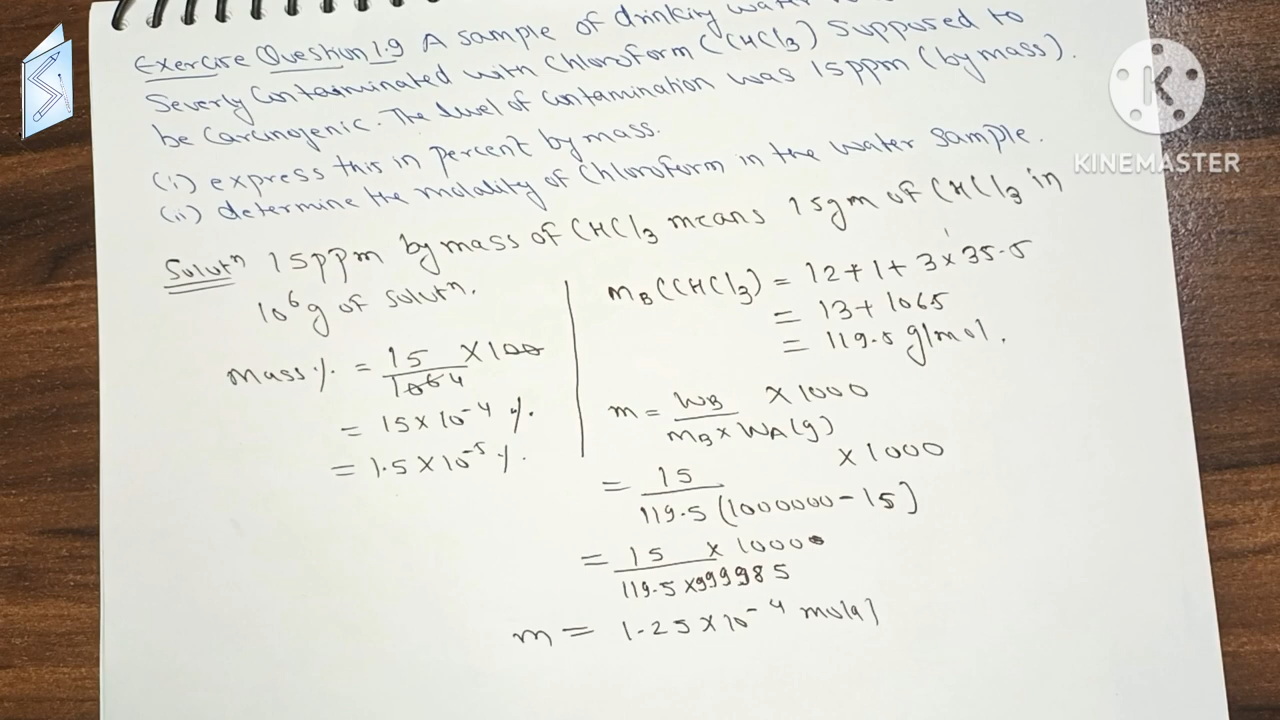 Exercise Question 1.9 A sample of drinking water
Severly Contaminated with Chloroform (CHCl3) Supposed to
be Carcinogenic. The level of contamination was 15ppm (by mass).
(i) express this in percent by mass.
(ii) determine the molality of Chloroform in the water sample.
Solutⁿ 15ppm by mass of CHCl3 means 15gm of CHCl3 in
10⁶g of Solutⁿ.
Mass % = 15/10⁶ 4 × 100
= 15 × 10⁻⁴ %.
= 1.5 × 10⁻⁵ %.
MB(CHCl3) = 12 + 1 + 3 × 35.5
= 13 + 1065
= 119.5 g/mol.
m = WB / MB × WA(g) × 1000
= 15 / 119.5 (1000000 - 15) × 1000
= 15 × 1000 / 119.5 × 999985
m = 1.25 × 10⁻⁴ molal
K
KINEMASTER